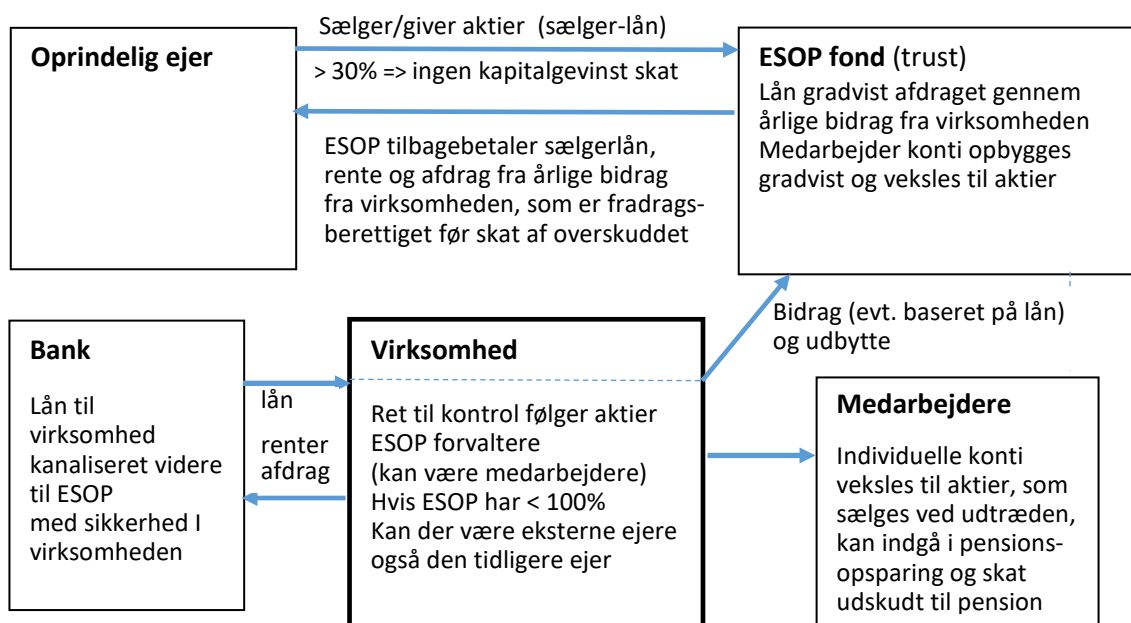 Oprindelig ejer
Sælger/giver aktier  (sælger-lån)
> 30% => ingen kapitalgevinst skat
ESOP tilbagebetaler sælgerlån,
rente og afdrag fra årlige bidrag
fra virksomheden, som er fradrags-
berettiget før skat af overskuddet
ESOP fond (trust)
Lån gradvist afdraget gennem
årlige bidrag fra virksomheden
Medarbejder konti opbygges
gradvist og veksles til aktier
Bidrag (evt. baseret på lån)
og udbytte
Bank
Lån til
virksomhed
kanaliseret videre
til ESOP
med sikkerhed I
virksomheden
lån
renter
afdrag
Virksomhed
Ret til kontrol følger aktier
ESOP forvaltere
(kan være medarbejdere)
Hvis ESOP har < 100%
Kan der være eksterne ejere
også den tidligere ejer
Medarbejdere
Individuelle konti
veksles til aktier, som
sælges ved udtræden,
kan indgå i pensions-
opsparing og skat
udskudt til pension